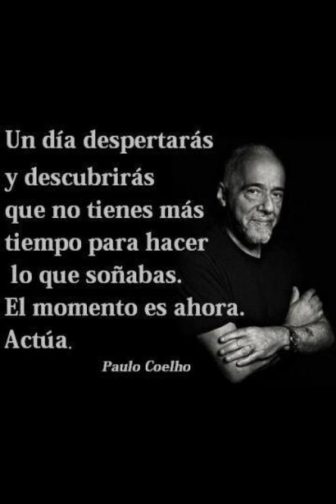 Un día despertarás
y descubrirás
que no tienes más
tiempo para hacer
lo que soñabas.
El momento es ahora.
Actúa.
Paulo Coelho